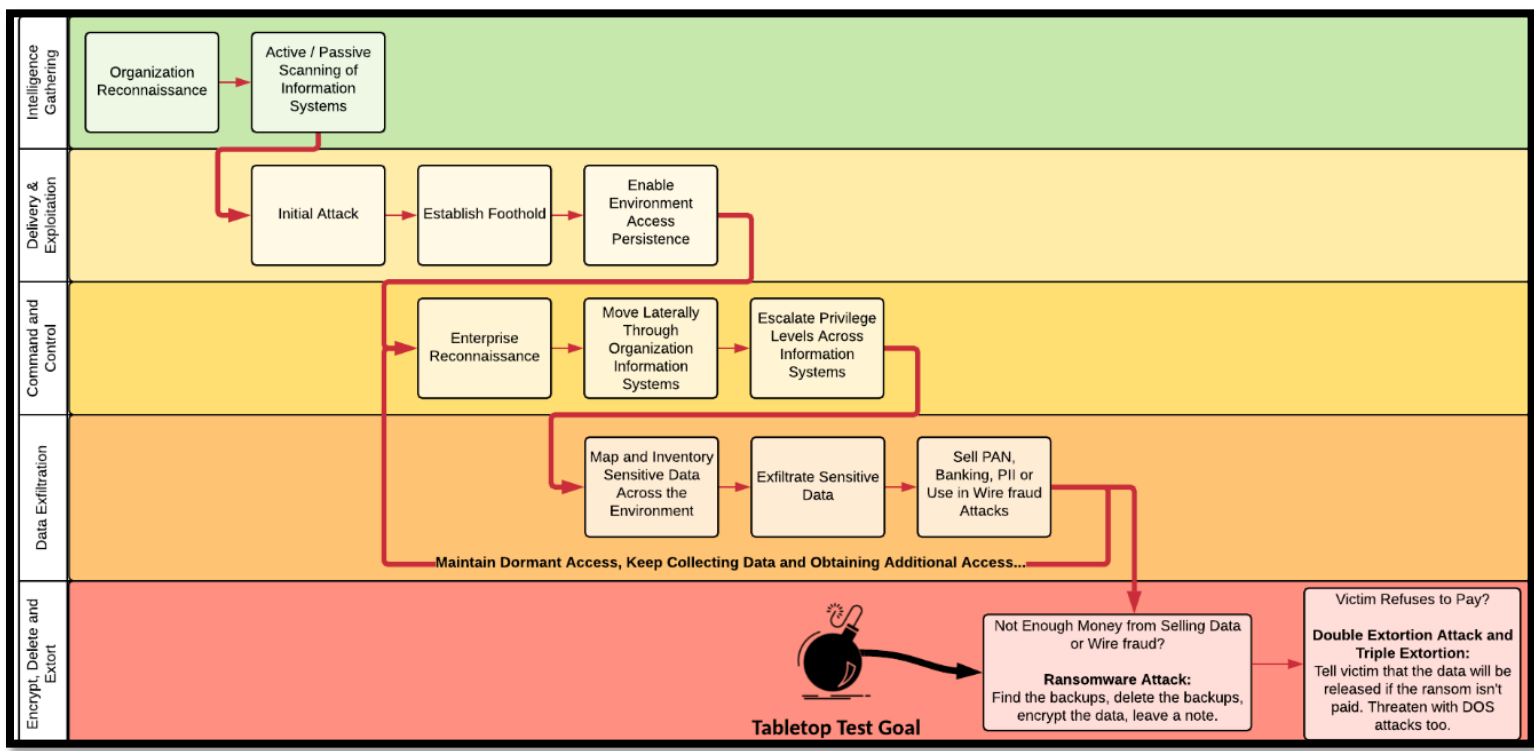 Intelligence
Gathering
Organization
Reconnaissance
Active / Passive
Scanning of
Information
Systems
Delivery &
Exploitation
Initial Attack
Establish Foothold
Enable
Environment
Access
Persistence
Command and
Control
Enterprise
Reconnaissance
Move Laterally
Through
Organization
Information
Systems
Escalate Privilege
Levels Across
Information
Systems
Data Exfiltration
Map and Inventory
Sensitive Data
Across the
Environment
Exfiltrate Sensitive
Data
Sell PAN,
Banking, PII or
Use in Wire fraud
Attacks
Maintain Dormant Access, Keep Collecting Data and Obtaining Additional Access...
Encrypt, Delete and
Extort
Tabletop Test Goal
Not Enough Money from Selling Data
or Wire fraud?
Ransomware Attack:
Find the backups, delete the backups,
encrypt the data, leave a note.
Victim Refuses to Pay?
Double Extortion Attack and
Triple Extortion:
Tell victim that the data will be
released if the ransom isn't
paid. Threaten with DOS
attacks too.